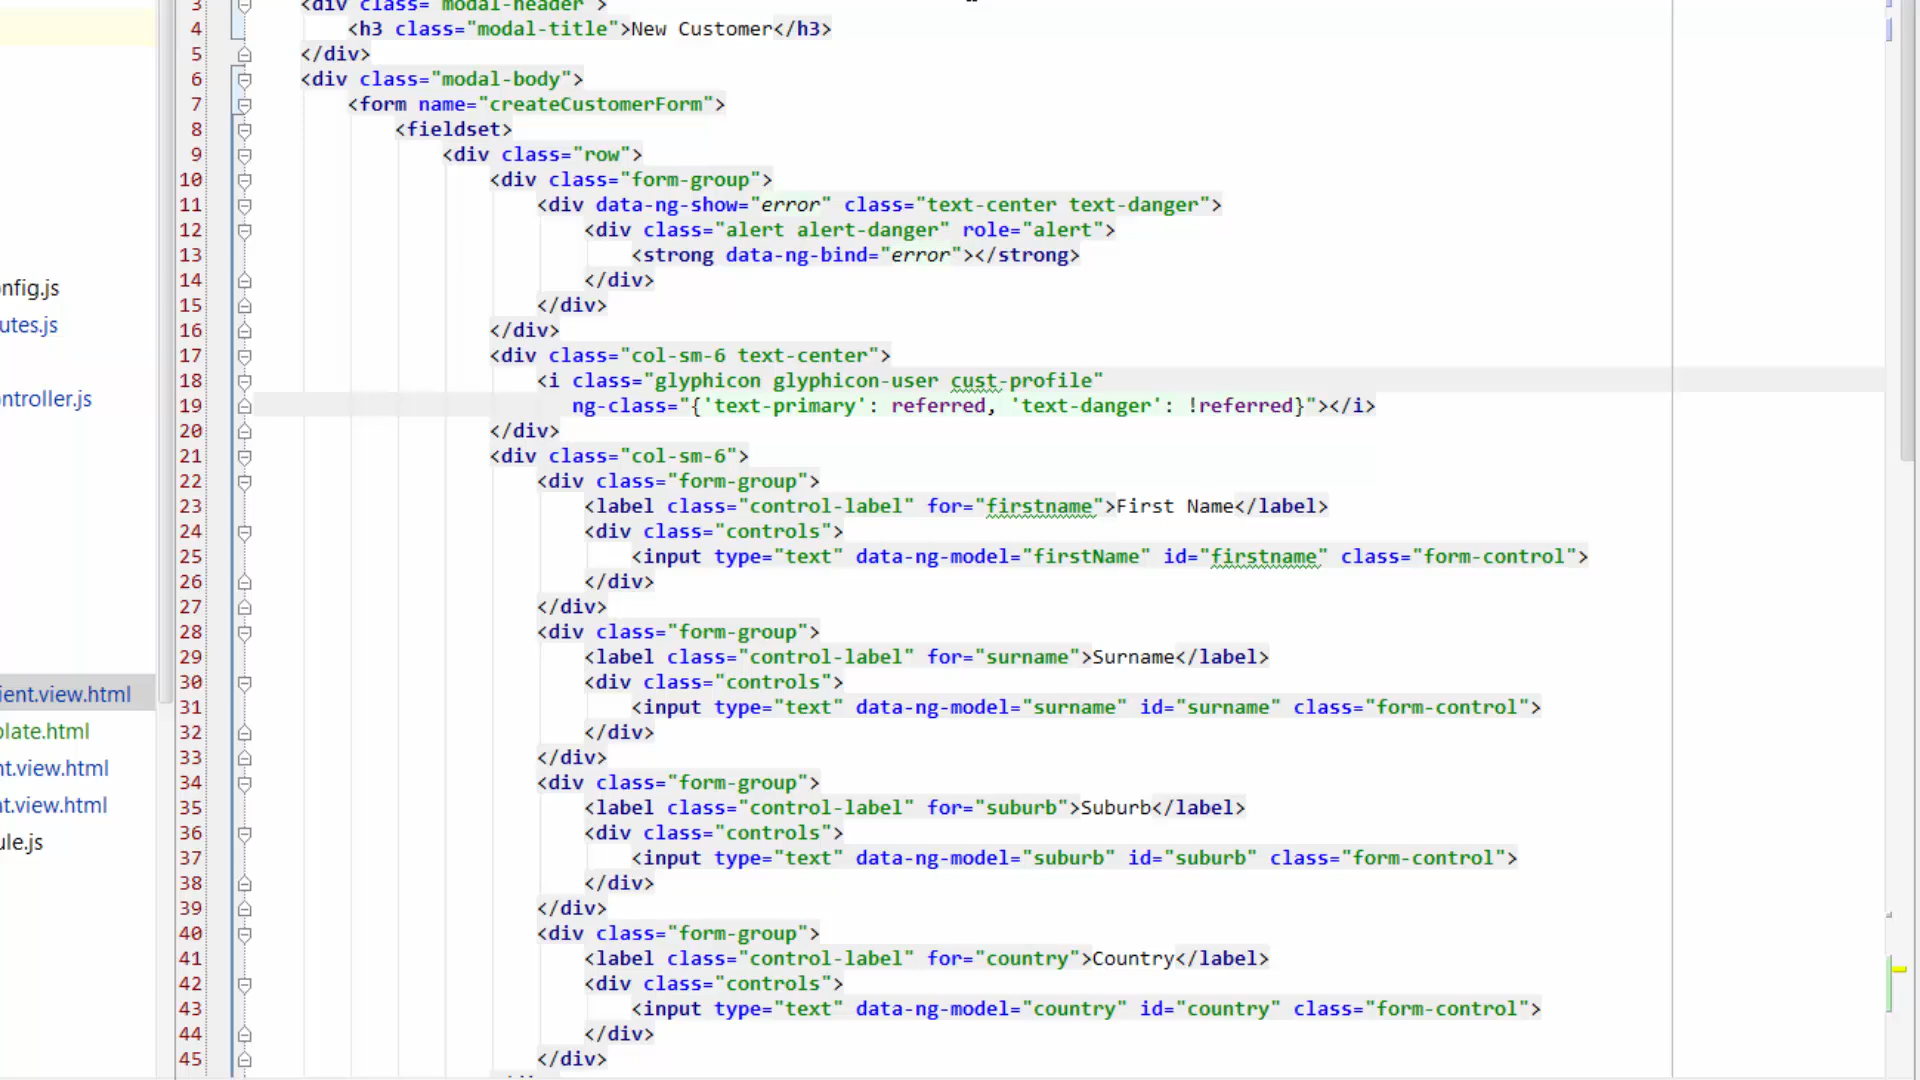 3 <div class="modal-header">
4 <h3 class="modal-title">New Customer</h3>
5 </div>
6 <div class="modal-body">
7 <form name="createCustomerForm">
8 <fieldset>
9 <div class="row">
10 <div class="form-group">
11 <div data-ng-show="error" class="text-center text-danger">
12 <div class="alert alert-danger" role="alert">
13 <strong data-ng-bind="error"></strong>
14 </div>
15 </div>
16 </div>
17 <div class="col-sm-6 text-center">
18 <i class="glyphicon glyphicon-user cust-profile"
19 ng-class="{'text-primary': referred, 'text-danger': !referred}"></i>
20 </div>
21 <div class="col-sm-6">
22 <div class="form-group">
23 <label class="control-label" for="firstname">First Name</label>
24 <div class="controls">
25 <input type="text" data-ng-model="firstName" id="firstname" class="form-control">
26 </div>
27 </div>
28 <div class="form-group">
29 <label class="control-label" for="surname">Surname</label>
30 <div class="controls">
31 <input type="text" data-ng-model="surname" id="surname" class="form-control">
32 </div>
33 </div>
34 <div class="form-group">
35 <label class="control-label" for="suburb">Suburb</label>
36 <div class="controls">
37 <input type="text" data-ng-model="suburb" id="suburb" class="form-control">
38 </div>
39 </div>
40 <div class="form-group">
41 <label class="control-label" for="country">Country</label>
42 <div class="controls">
43 <input type="text" data-ng-model="country" id="country" class="form-control">
44 </div>
45 </div>
nfig.js
utes.js
ntroller.js
ient.view.html
plate.html
nt.view.html
nt.view.html
ule.js